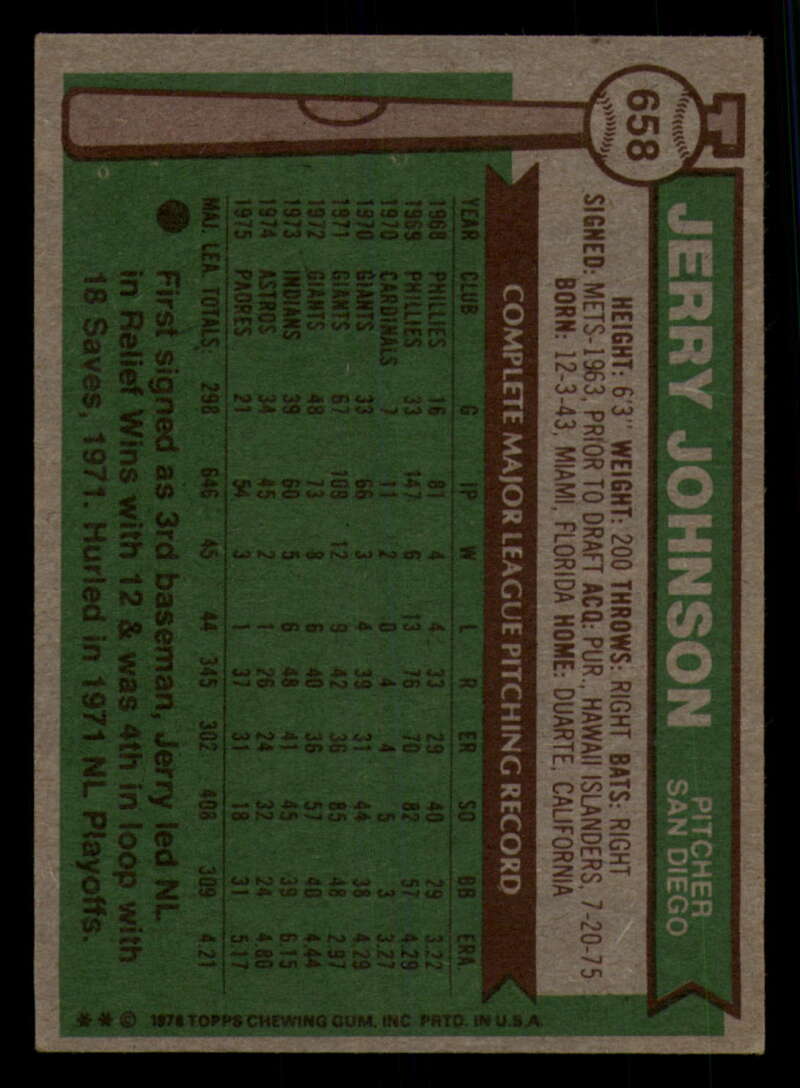 658
JERRY JOHNSON
PITCHER
SAN DIEGO
HEIGHT: 6'3" WEIGHT: 200 THROWS: RIGHT BATS: RIGHT
SIGNED: METS-1963, PRIOR TO DRAFT ACQ: PUR., HAWAII ISLANDERS, 7-20-75
BORN: 12-3-43, MIAMI, FLORIDA HOME: DUARTE, CALIFORNIA
COMPLETE MAJOR LEAGUE PITCHING RECORD
YEAR CLUB G IP W L R ER SO BB ERA
1968 PHILLIES 16 81 4 4 33 29 40 29 3.22
1969 PHILLIES 33 147 6 13 76 70 82 57 4.29
1970 CARDINALS 7 11 2 0 4 4 5 3 3.27
1970 GIANTS 33 66 3 4 39 31 44 38 4.29
1971 GIANTS 67 109 12 9 42 36 85 48 2.97
1972 GIANTS 48 73 8 6 40 36 57 40 4.44
1973 INDIANS 39 60 5 6 48 41 45 39 6.15
1974 ASTROS 34 45 2 1 26 24 32 24 4.80
1975 PADRES 21 54 3 1 37 31 18 31 5.17
MAJ. LEA. TOTALS: 298 646 45 44 345 302 408 309 4.21
First signed as 3rd baseman, Jerry led NL
in Relief Wins with 12 & was 4th in loop with
18 Saves, 1971. Hurled in 1971 NL Playoffs.
** © 1976 TOPPS CHEWING GUM, INC. PRTD. IN U.S.A.